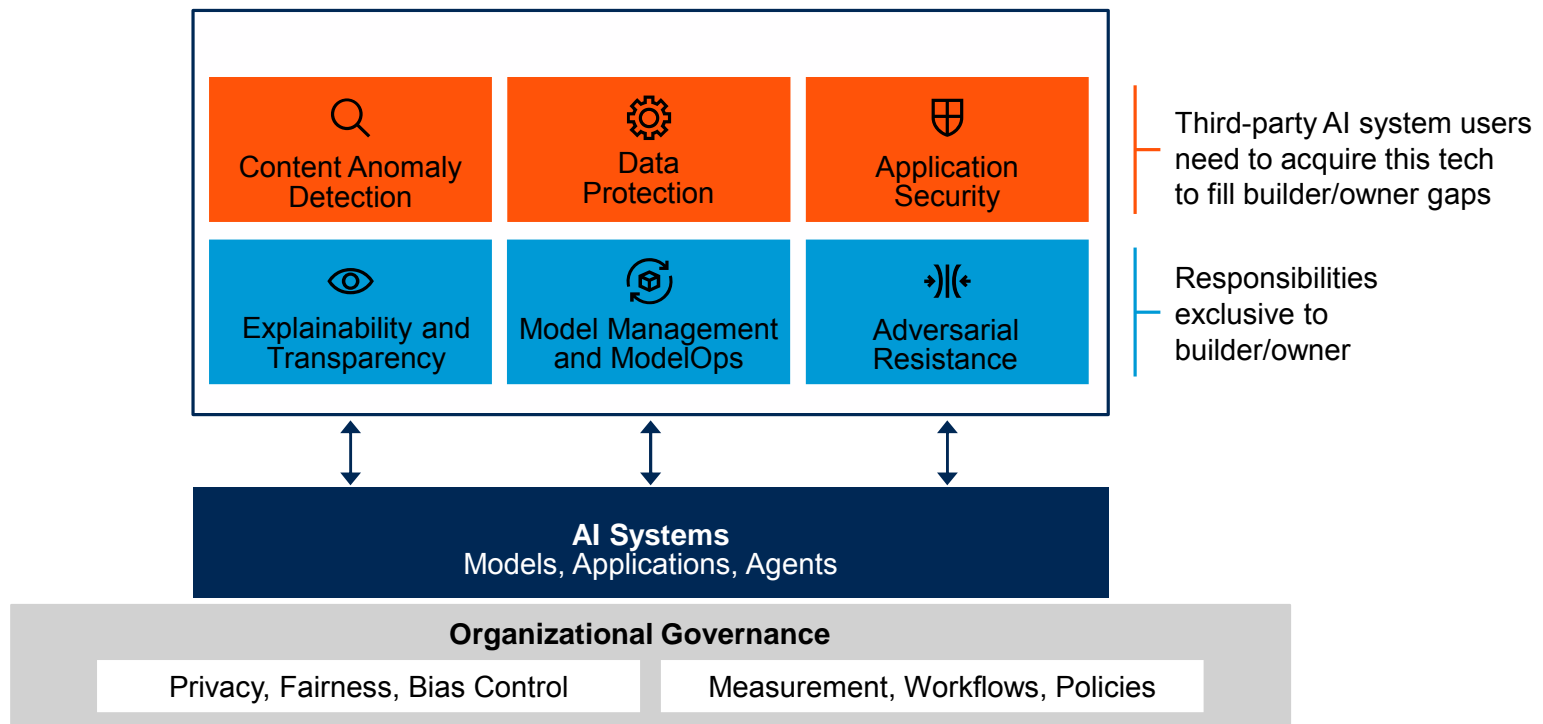 Content Anomaly
Detection
Data
Protection
Application
Security
Third-party AI system users
need to acquire this tech
to fill builder/owner gaps
Explainability and
Transparency
Model Management
and ModelOps
Adversarial
Resistance
Responsibilities
exclusive to
builder/owner
AI Systems
Models, Applications, Agents
Organizational Governance
Privacy, Fairness, Bias Control
Measurement, Workflows, Policies